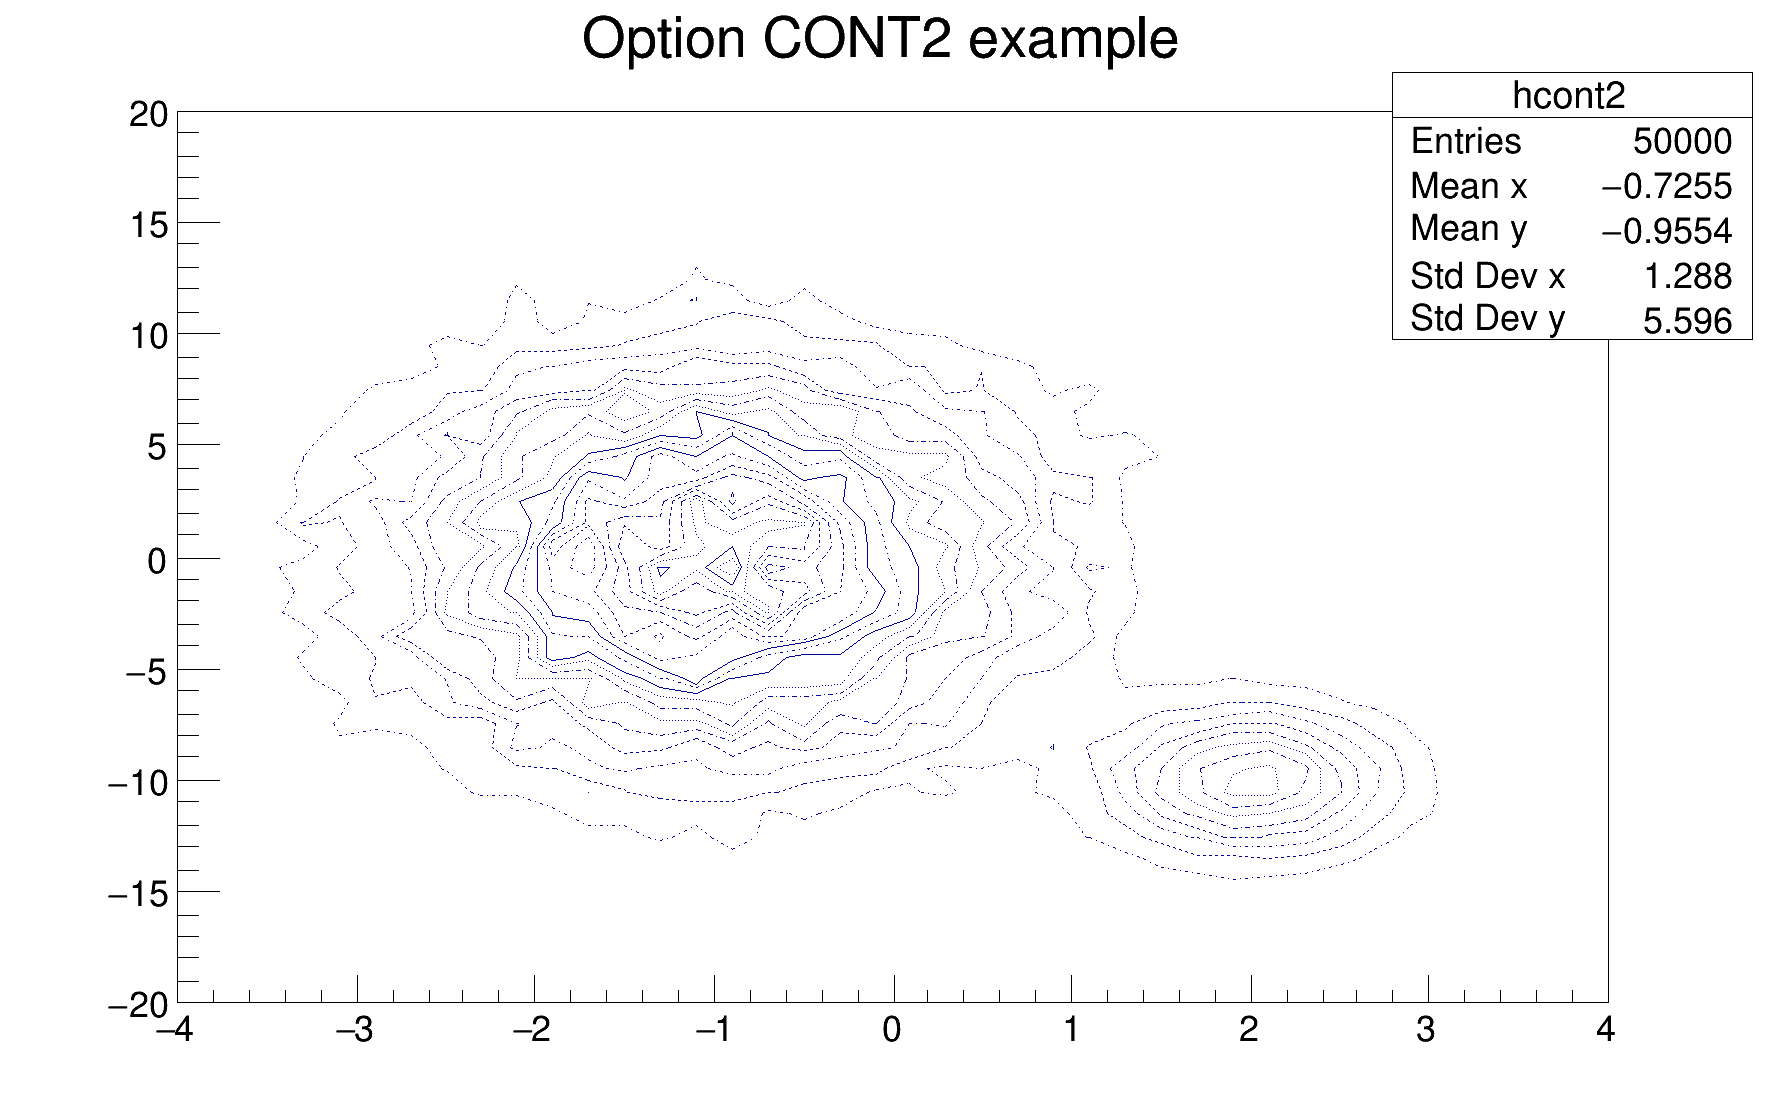 Option CONT2 example
hcont2
Entries 50000
Mean x −0.7255
Mean y −0.9554
Std Dev x 1.288
Std Dev y 5.596
20
15
10
5
0
−5
−10
−15
−20
−4 −3 −2 −1 0 1 2 3 4